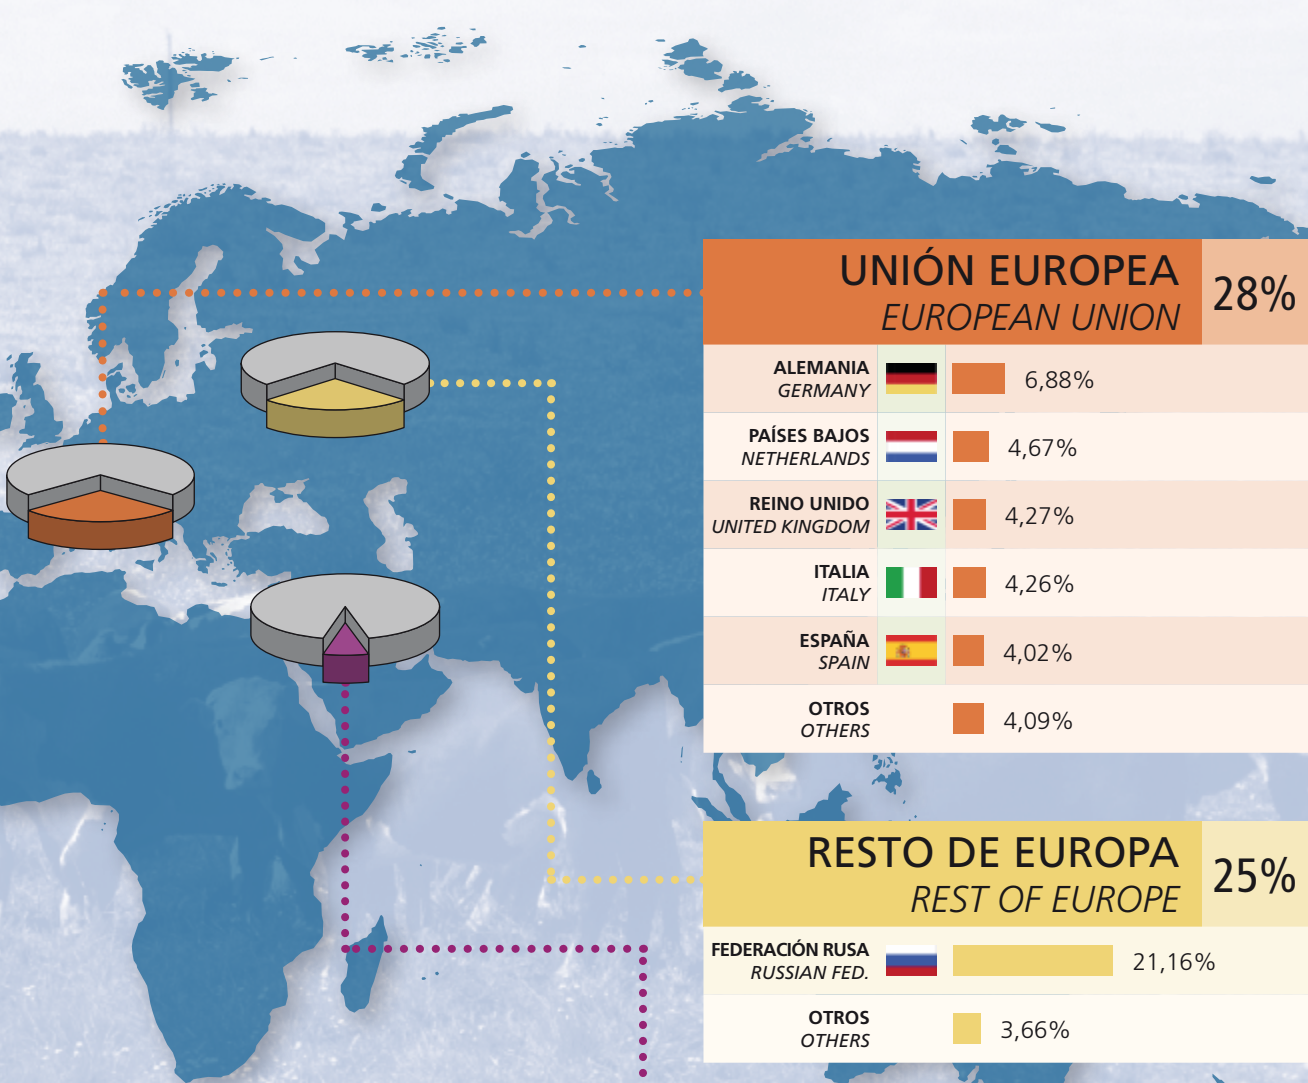 UNIÓN EUROPEA
EUROPEAN UNION
28%
ALEMANIA
GERMANY
6,88%
PAÍSES BAJOS
NETHERLANDS
4,67%
REINO UNIDO
UNITED KINGDOM
4,27%
ITALIA
ITALY
4,26%
ESPAÑA
SPAIN
4,02%
OTROS
OTHERS
4,09%
RESTO DE EUROPA
REST OF EUROPE
25%
FEDERACIÓN RUSA
RUSSIAN FED.
21,16%
OTROS
OTHERS
3,66%